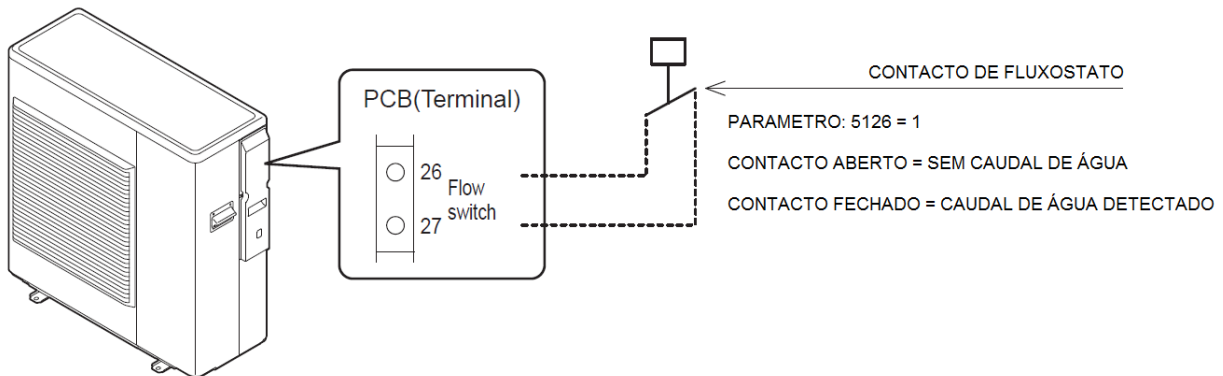 PCB(Terminal)
26
Flow
switch
27
CONTACTO DE FLUXOSTATO
PARAMETRO: 5126 = 1
CONTACTO ABERTO = SEM CAUDAL DE ÁGUA
CONTACTO FECHADO = CAUDAL DE ÁGUA DETECTADO